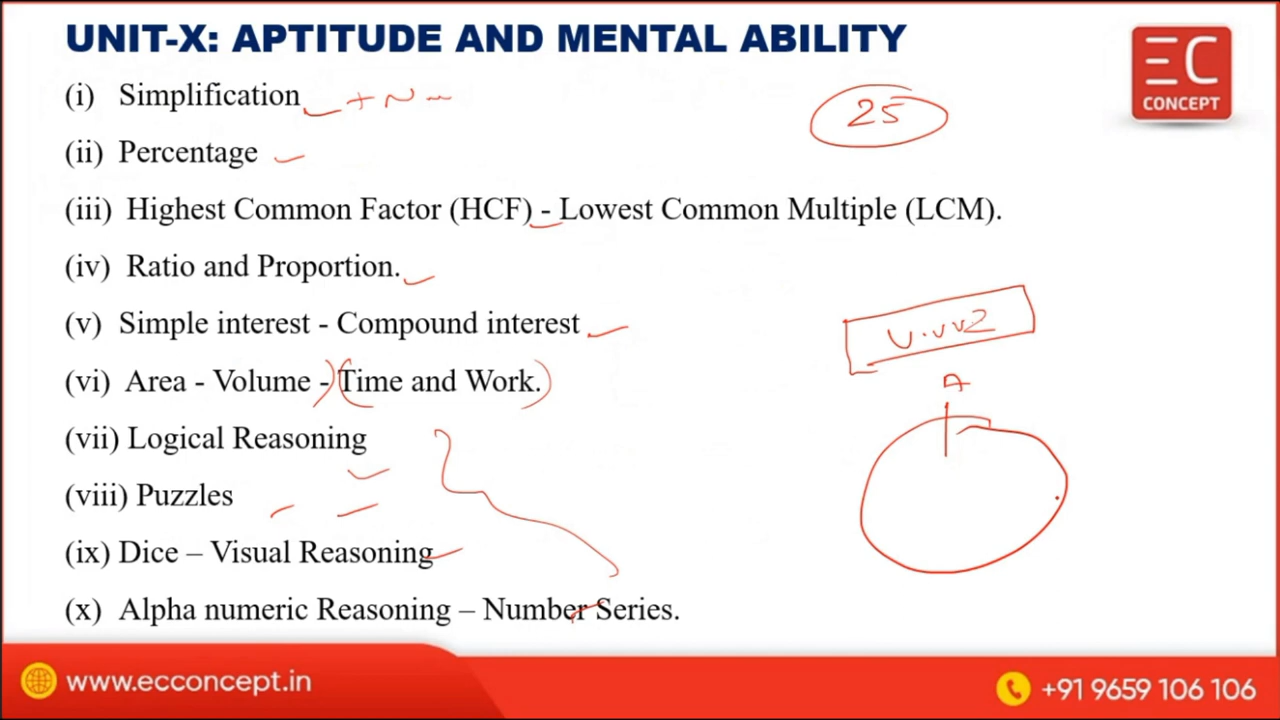 UNIT-X: APTITUDE AND MENTAL ABILITY
EC
CONCEPT
(i) Simplification
25
(ii) Percentage
(iii) Highest Common Factor (HCF) - Lowest Common Multiple (LCM).
(iv) Ratio and Proportion.
(v) Simple interest - Compound interest
(vi) Area - Volume - Time and Work.
A
(vii) Logical Reasoning
(viii) Puzzles
(ix) Dice – Visual Reasoning
(x) Alpha numeric Reasoning – Number Series.
www.ecconcept.in
+91 9659 106 106